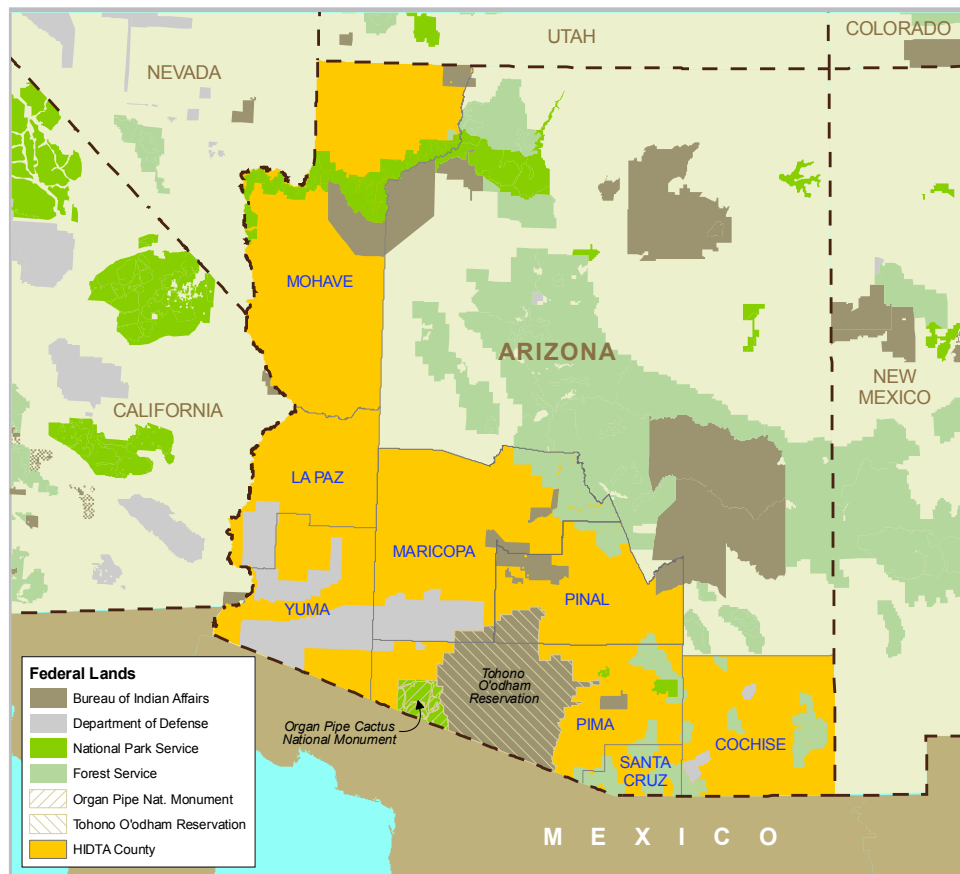 UTAH
COLORADO
NEVADA
MOHAVE
ARIZONA
NEW
MEXICO
CALIFORNIA
LA PAZ
MARICOPA
YUMA
PINAL
Tohono
O'odham
Reservation
Organ Pipe Cactus
National Monument
PIMA
SANTA
CRUZ
COCHISE
MEXICO
Federal Lands
Bureau of Indian Affairs
Department of Defense
National Park Service
Forest Service
Organ Pipe Nat. Monument
Tohono O'odham Reservation
HIDTA County